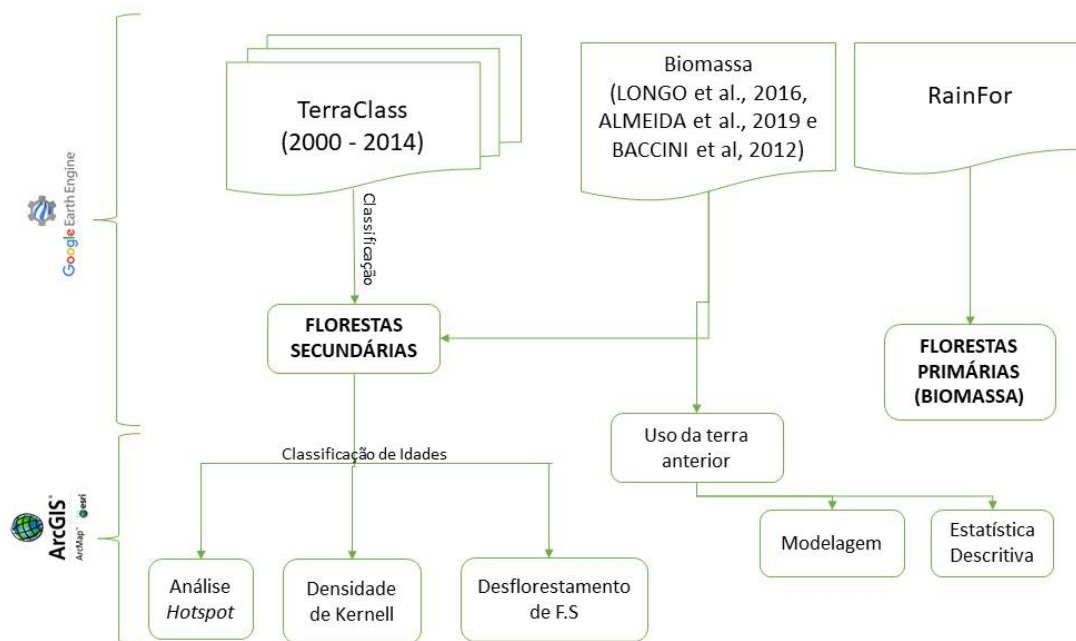 TerraClass
(2000 - 2014)
Biomassa
(LONGO et al., 2016,
ALMEIDA et al., 2019 e
BACCINI et al, 2012)
RainFor
Google Earth Engine
Classificação
FLORESTAS
SECUNDÁRIAS
FLORESTAS
PRIMÁRIAS
(BIOMASSA)
Uso da terra
anterior
Classificação de Idades
ArcGIS®
ArcMap™
esri
Modelagem
Estatística
Descritiva
Análise
Hotspot
Densidade
de Kernell
Desflorestamento
de F.S